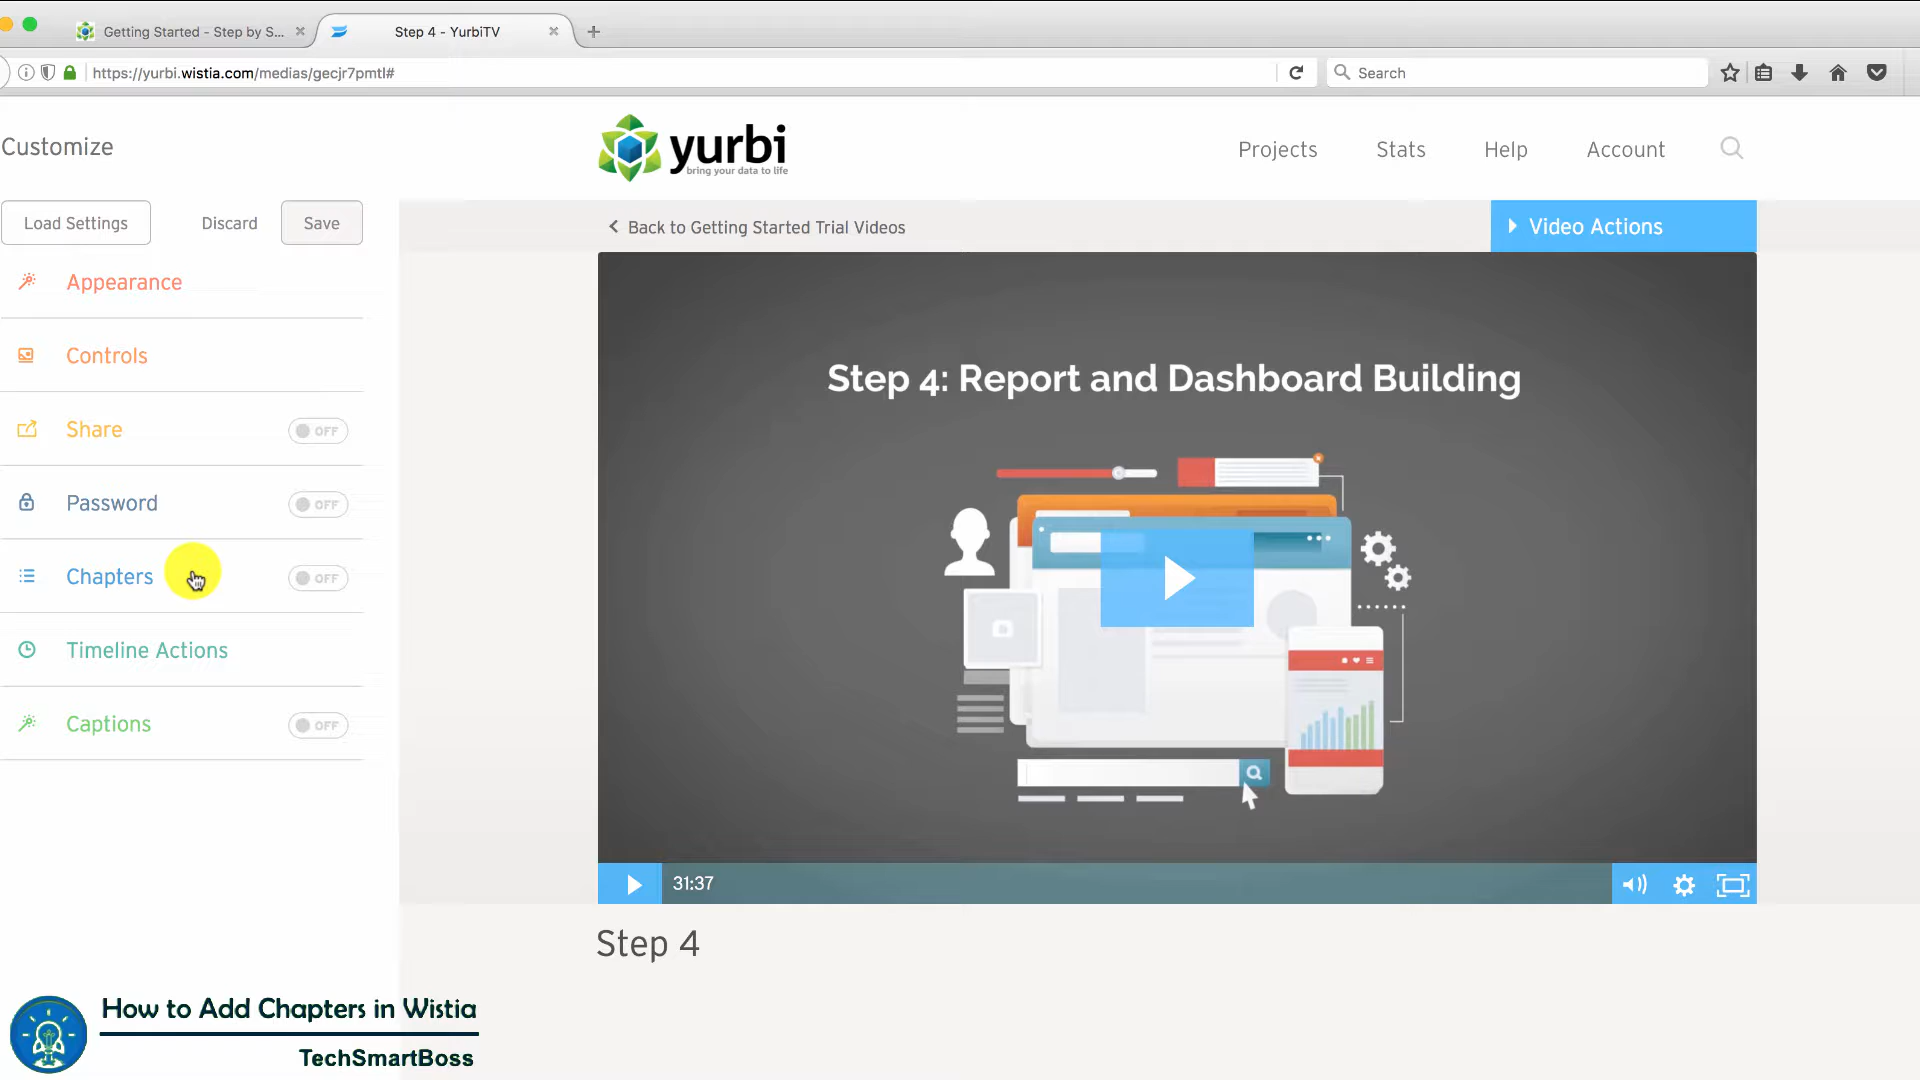 Getting Started - Step by S...
Step 4 - YurbiTV
https://yurbi.wistia.com/medias/gecjr7pmtl#
Search
Customize
yurbi
bring your data to life
Projects
Stats
Help
Account
Load Settings
Discard
Save
Back to Getting Started Trial Videos
Video Actions
Appearance
Controls
Share
OFF
Password
OFF
Chapters
OFF
Timeline Actions
Captions
OFF
Step 4: Report and Dashboard Building
31:37
Step 4
How to Add Chapters in Wistia
TechSmartBoss